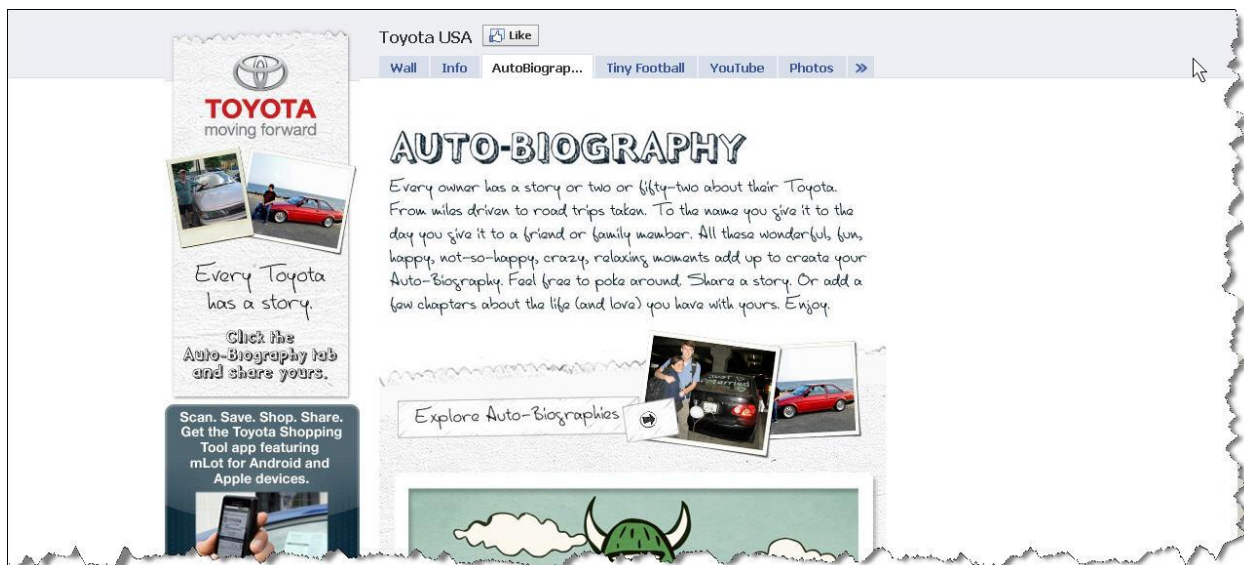 Toyota USA Like
Wall Info AutoBiograp... Tiny Football YouTube Photos »
TOYOTA
moving forward
Every Toyota
has a story.
Click the
Auto-Biography tab
and share yours.
Scan. Save. Shop. Share.
Get the Toyota Shopping
Tool app featuring
mLot for Android and
Apple devices.
AUTO-BIOGRAPHY
Every owner has a story or two or fifty-two about their Toyota.
From miles driven to road trips taken. To the name you give it to the
day you give it to a friend or family member. All these wonderful, fun,
happy, not-so-happy, crazy, relaxing moments add up to create your
Auto-Biography. Feel free to poke around. Share a story. Or add a
few chapters about the life (and love) you have with yours. Enjoy.
Explore Auto-Biographies
Just
Married